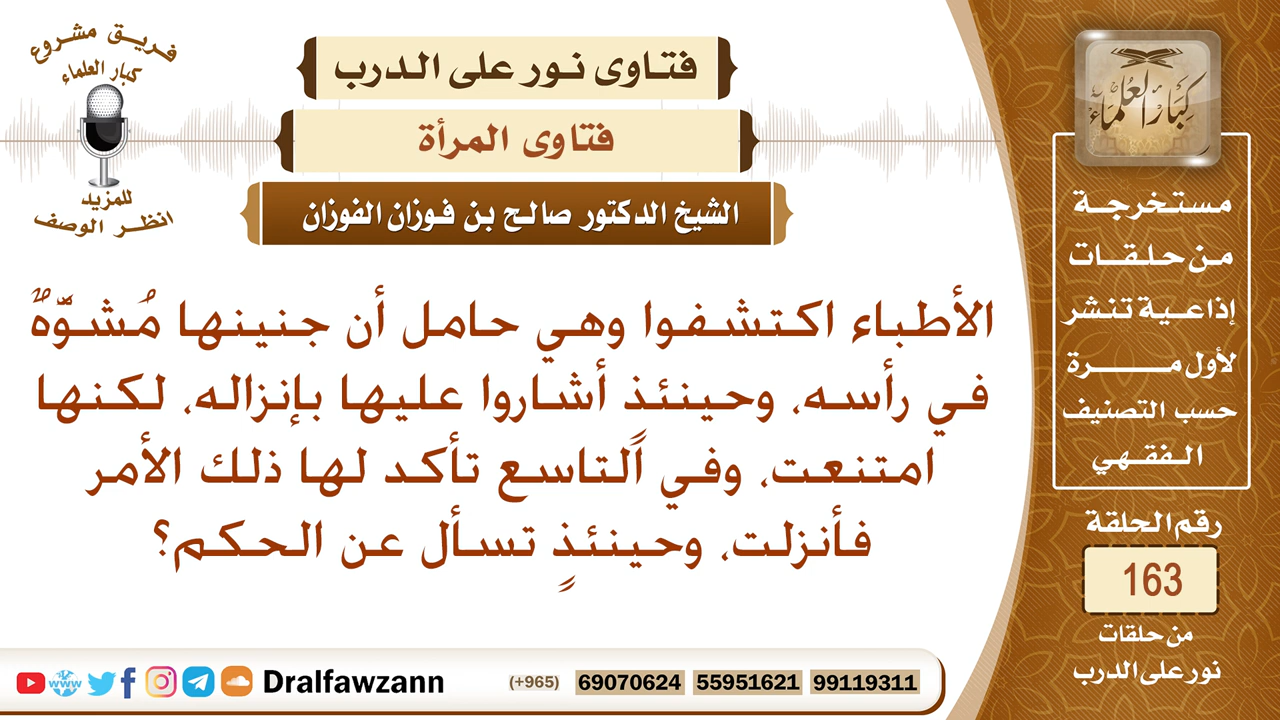 فريق مشروع
كبار العلماء
للمزيد
انظر الوصف
فتاوى نور على الدرب
فتاوى المرأة
الشيخ الدكتور صالح بن فوزان الفوزان
الأطباء اكتشفوا وهي حامل أن جنينها مُشوّهٌ
في رأسه، وحينئذٍ أشاروا عليها بإنزاله، لكنها
امتنعت، وفي التاسع تأكد لها ذلك الأمر
فأنزلت، وحينئذٍ تسأل عن الحكم؟
كبار العلماء
مستخرجة
من حلقات
إذاعية تنشر
لأول مرة
حسب التصنيف
الفقهي
رقم الحلقة
163
من حلقات
نور على الدرب
www Dralfawzann (+965) 69070624 55951621 99119311